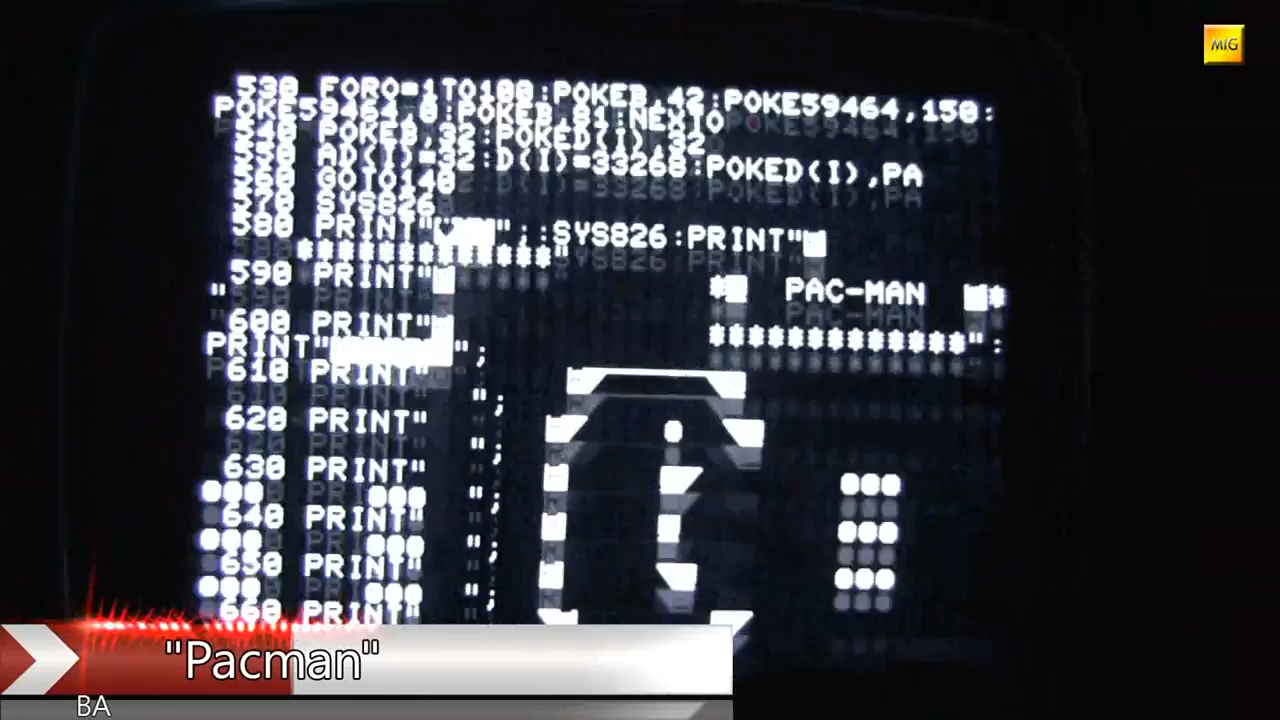 MiG
530 FORO=1TO100:POKEB,42:POKE59464,150:
POKE59464,0:POKEB,81:NEXTO
540 POKEB,32:POKED(I),32
550 AD(I)=32:D(I)=33268:POKED(I),PA
560 GOTO140
570 SYS826
580 PRINT" ";:SYS826:PRINT"
*************"
590 PRINT" * PAC-MAN *
"
600 PRINT" *************":
PRINT" ";
610 PRINT" ";
620 PRINT" ";
630 PRINT" ";
640 PRINT" ";
650 PRINT" ";
660 PRINT"
"Pacman"
BA